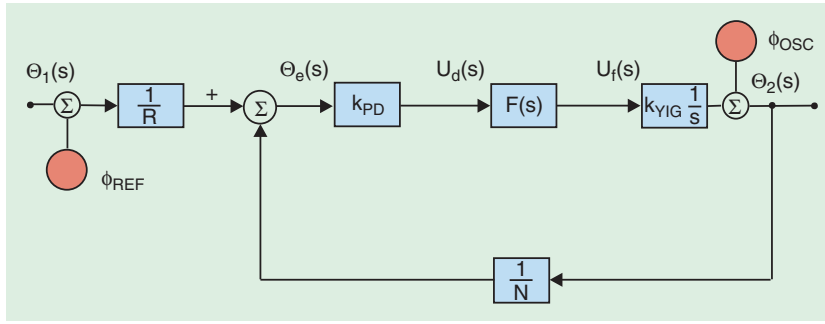 Θ1(s)
Σ
ϕREF
1
R
+
Σ
Θe(s)
kPD
Ud(s)
F(s)
Uf(s)
kYIG 1
s
ϕOSC
Σ
Θ2(s)
1
N